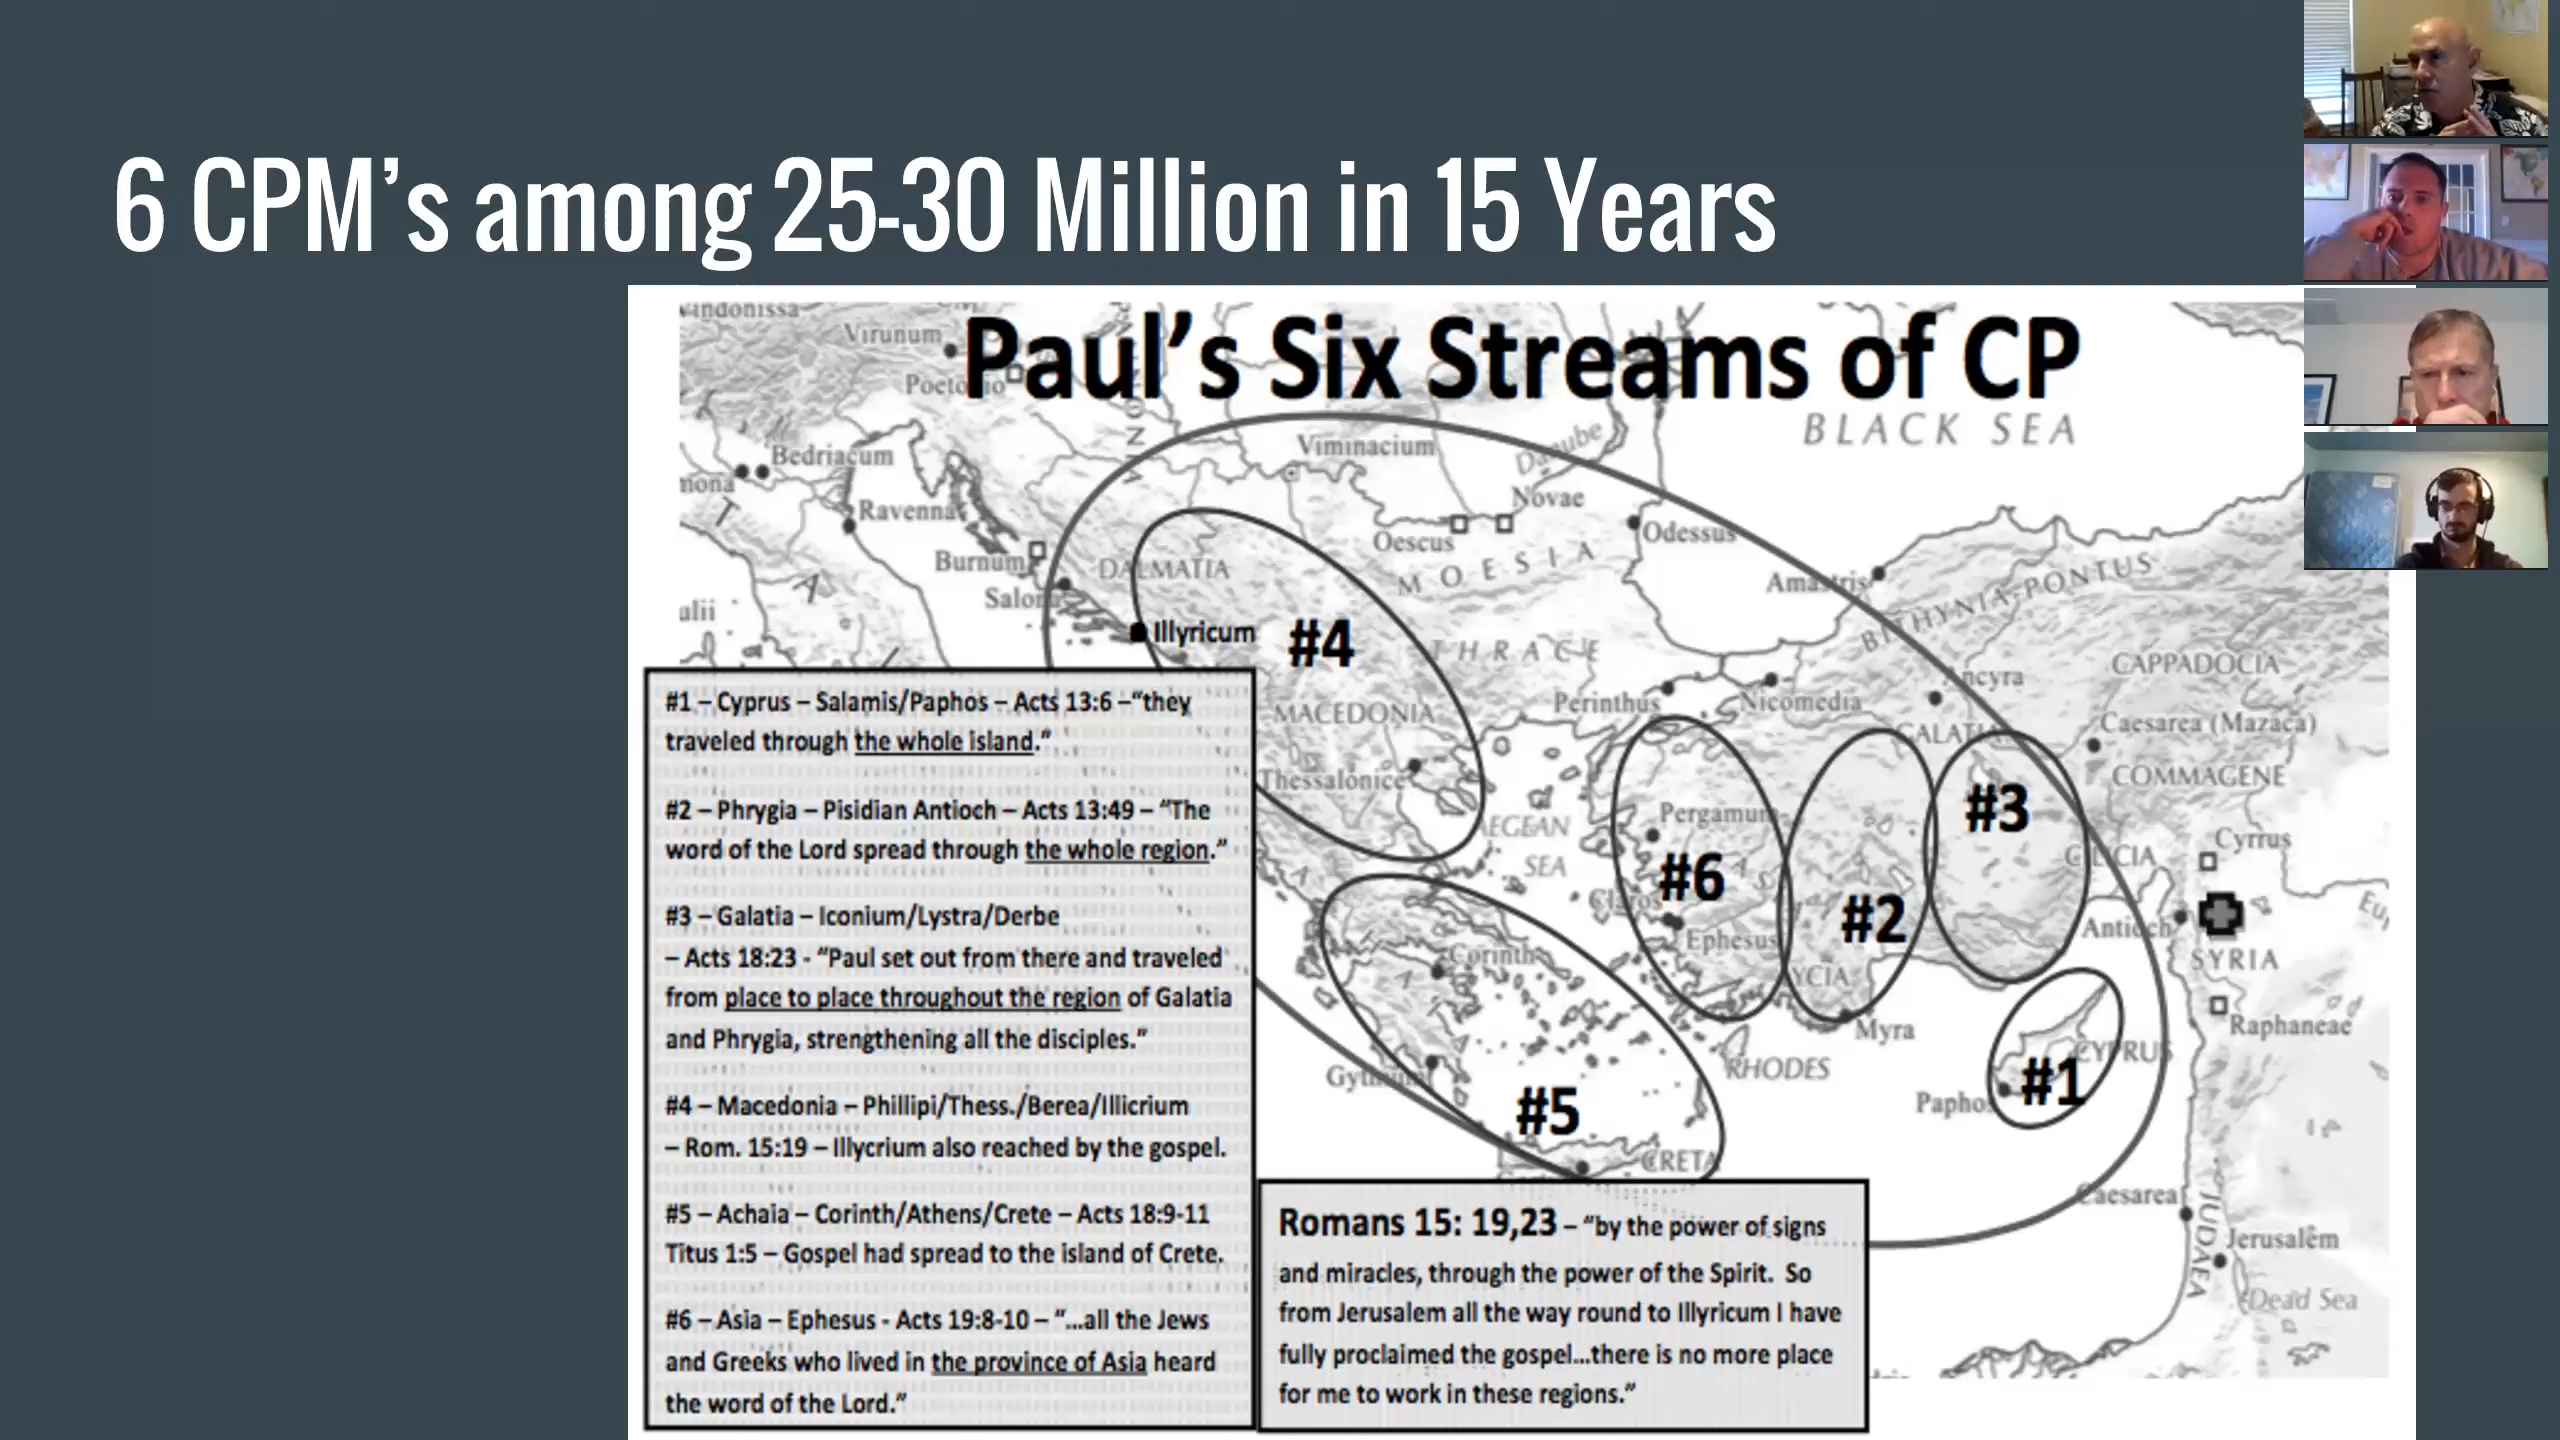 6 CPM’s among 25-30 Million in 15 Years
Paul’s Six Streams of CP
Virunum
BLACK SEA
Viminacium
Danube
Bedriacum
Novae
Ravenna
Oescus
Odessus
MOESIA
Burnum
DALMATIA
Amastris
BITHYNIA-PONTUS
Salona
Illyricum
#4
THRACE
CAPPADOCIA
Ancyra
Perinthus
Nicomedia
MACEDONIA
GALATIA
Caesarea (Mazaca)
Thessalonice
COMMAGENE
#3
Pergamum
AEGEAN
SEA
Cyrrus
CILICIA
#6
Claros
#2
Antioch
Ephesus
Corinth
SYRIA
LYCIA
Raphaneae
Myra
CYPRUS
RHODES
#1
Paphos
#5
CRETA
Caesarea
JUDAEA
Jerusalem
Dead Sea
#1 – Cyprus – Salamis/Paphos – Acts 13:6 –“they
traveled through the whole island.”
#2 – Phrygia – Pisidian Antioch – Acts 13:49 – “The
word of the Lord spread through the whole region.”
#3 – Galatia – Iconium/Lystra/Derbe
– Acts 18:23 - “Paul set out from there and traveled
from place to place throughout the region of Galatia
and Phrygia, strengthening all the disciples.”
#4 – Macedonia – Phillipi/Thess./Berea/Illicrium
– Rom. 15:19 – Illycrium also reached by the gospel.
#5 – Achaia – Corinth/Athens/Crete – Acts 18:9-11
Titus 1:5 – Gospel had spread to the island of Crete.
#6 – Asia – Ephesus - Acts 19:8-10 – “...all the Jews
and Greeks who lived in the province of Asia heard
the word of the Lord.”
Romans 15: 19,23 – “by the power of signs
and miracles, through the power of the Spirit. So
from Jerusalem all the way round to Illyricum I have
fully proclaimed the gospel...there is no more place
for me to work in these regions.”